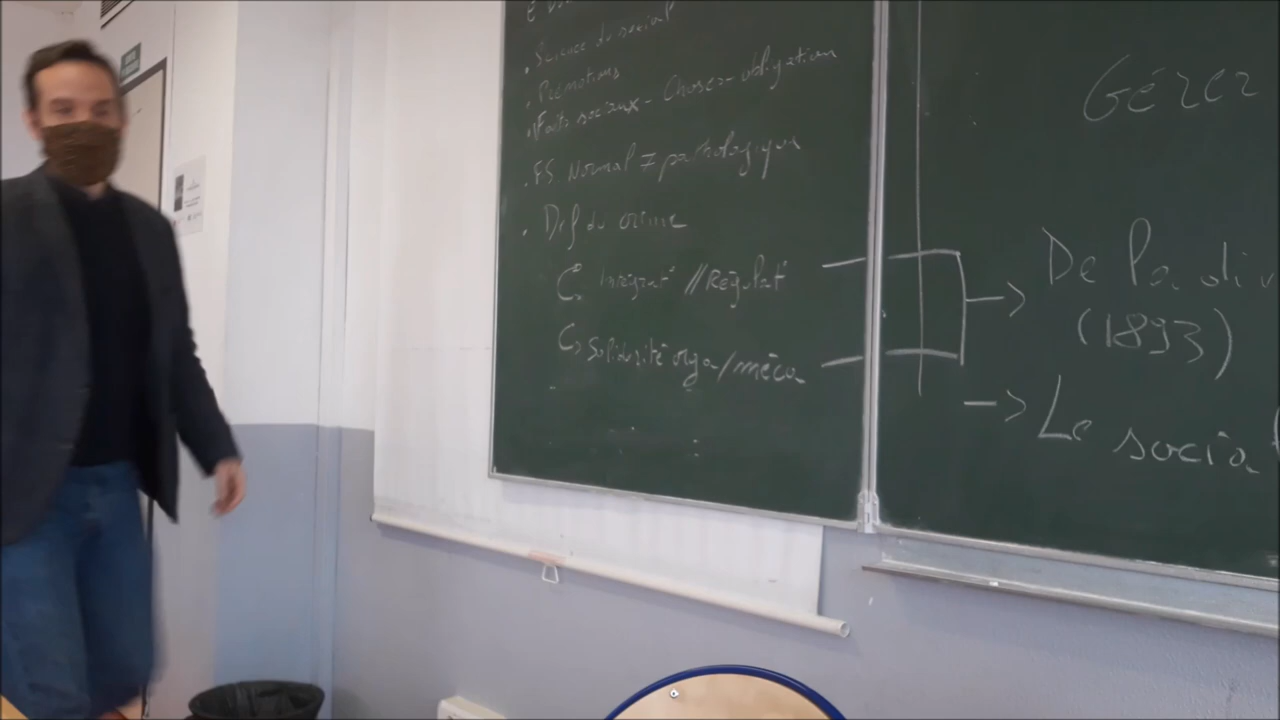 . Science du social
. Prénotions
. Faits sociaux - Choses - obligation
. FS. Normal ≠ pathologique
. Def du crime
Intégrat° // Régulat°
Solidarité orga/méca
Gérer
-> De la div
(1893)
-> Le social